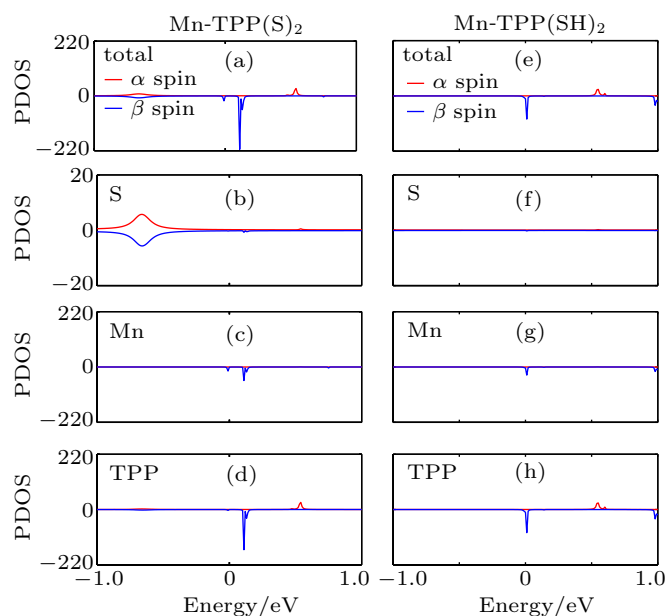 Mn-TPP(S)₂ Mn-TPP(SH)₂
220 total (a) total (e)
α spin α spin
PDOS 0
β spin β spin
−220
20 S (b) S (f)
PDOS 0
−20
220 Mn (c) Mn (g)
PDOS 0
−220
220 TPP (d) TPP (h)
PDOS 0
−220
−1.0 0 1.0 −1.0 0 1.0
Energy/eV Energy/eV